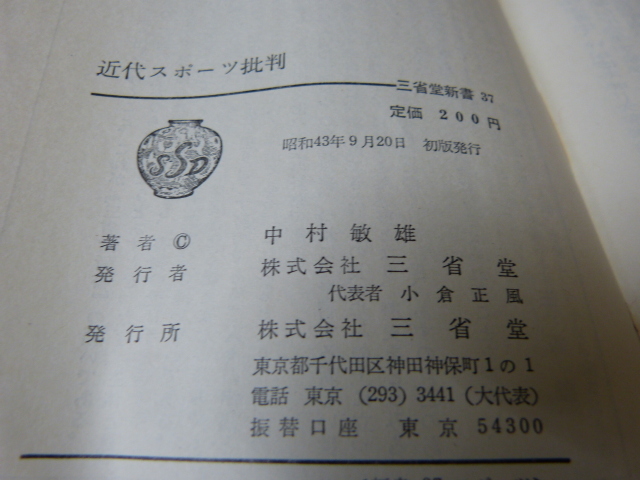 近代スポーツ批判
三省堂新書 37
定価 200円
SSD
昭和43年9月20日 初版発行
著者© 中村敏雄
発行者 株式会社 三省堂
代表者 小倉正風
発行所 株式会社 三省堂
東京都千代田区神田神保町1の1
電話 東京 (293) 3441 (大代表)
振替口座 東京 54300